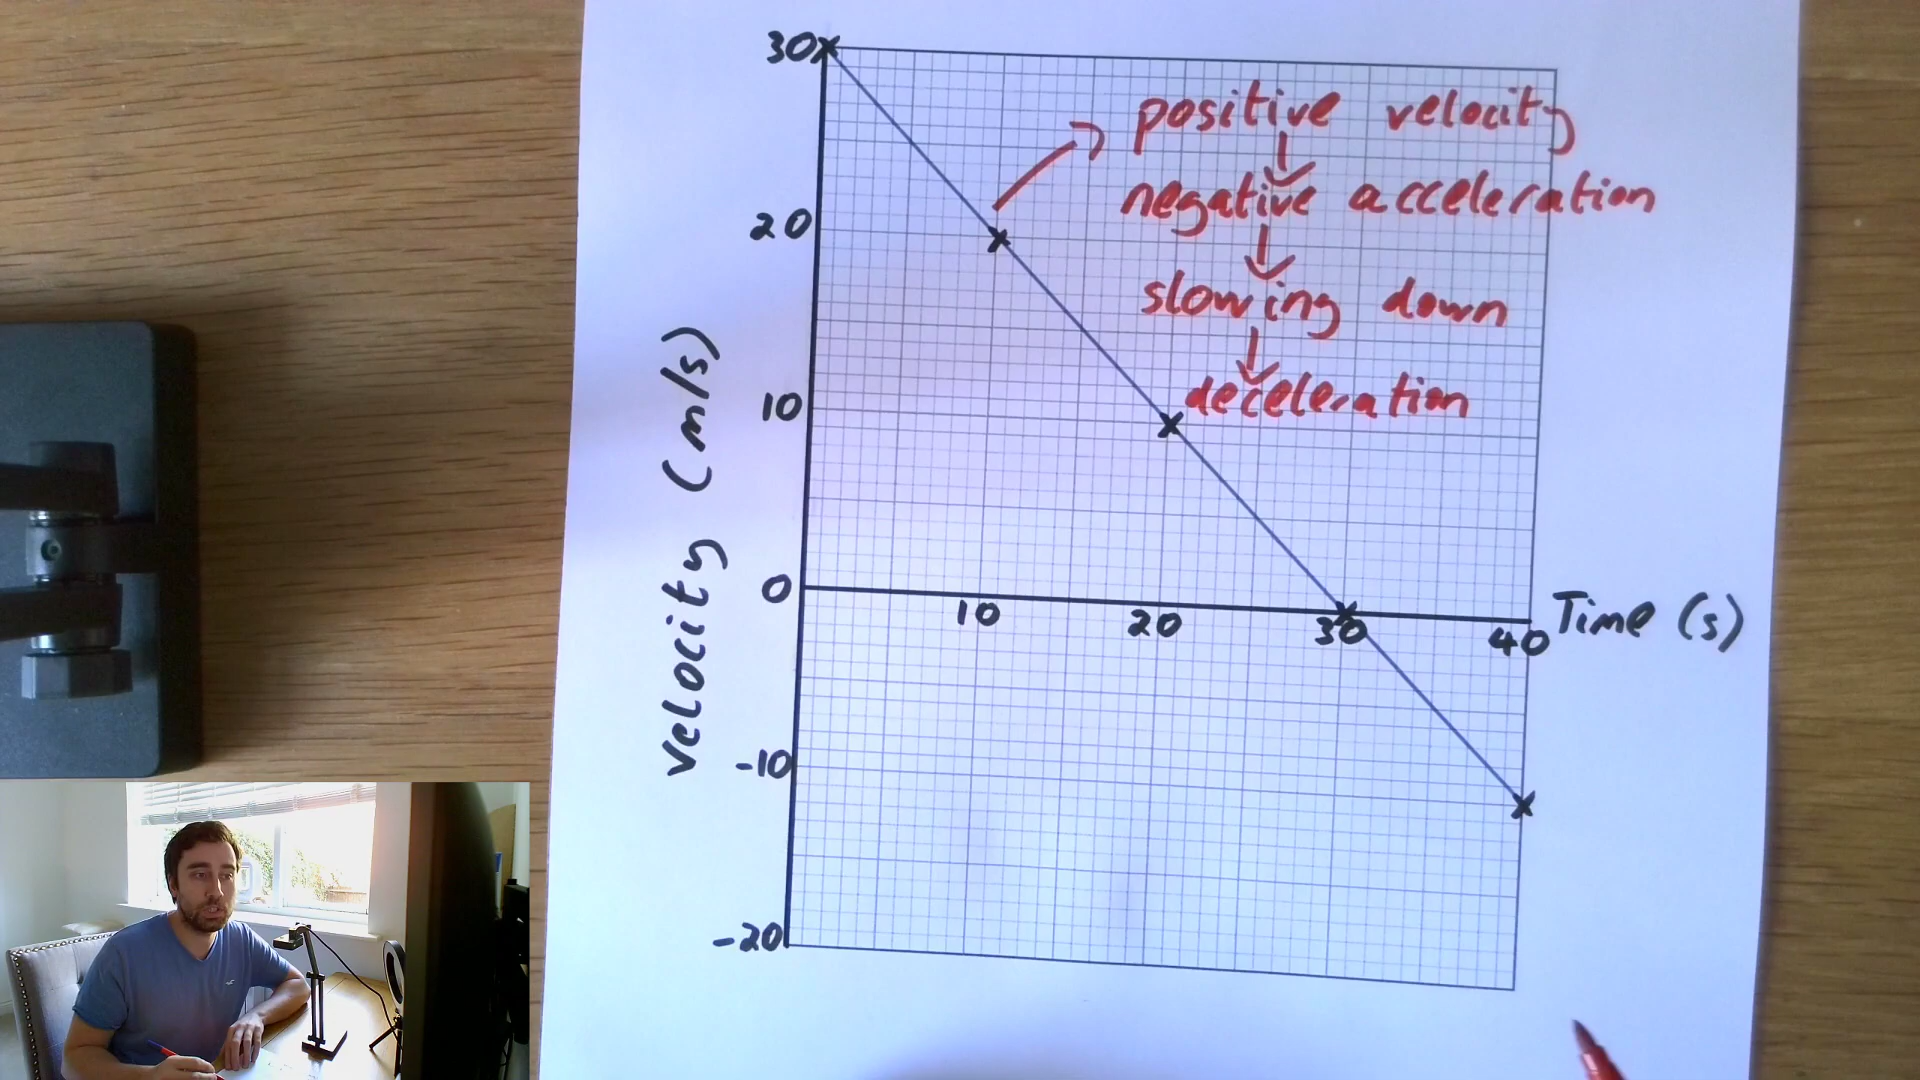 30
positive velocity
negative acceleration
20
slowing down
deceleration
10
velocity (m/s)
0
10
20
30
40
Time (s)
-10
-20